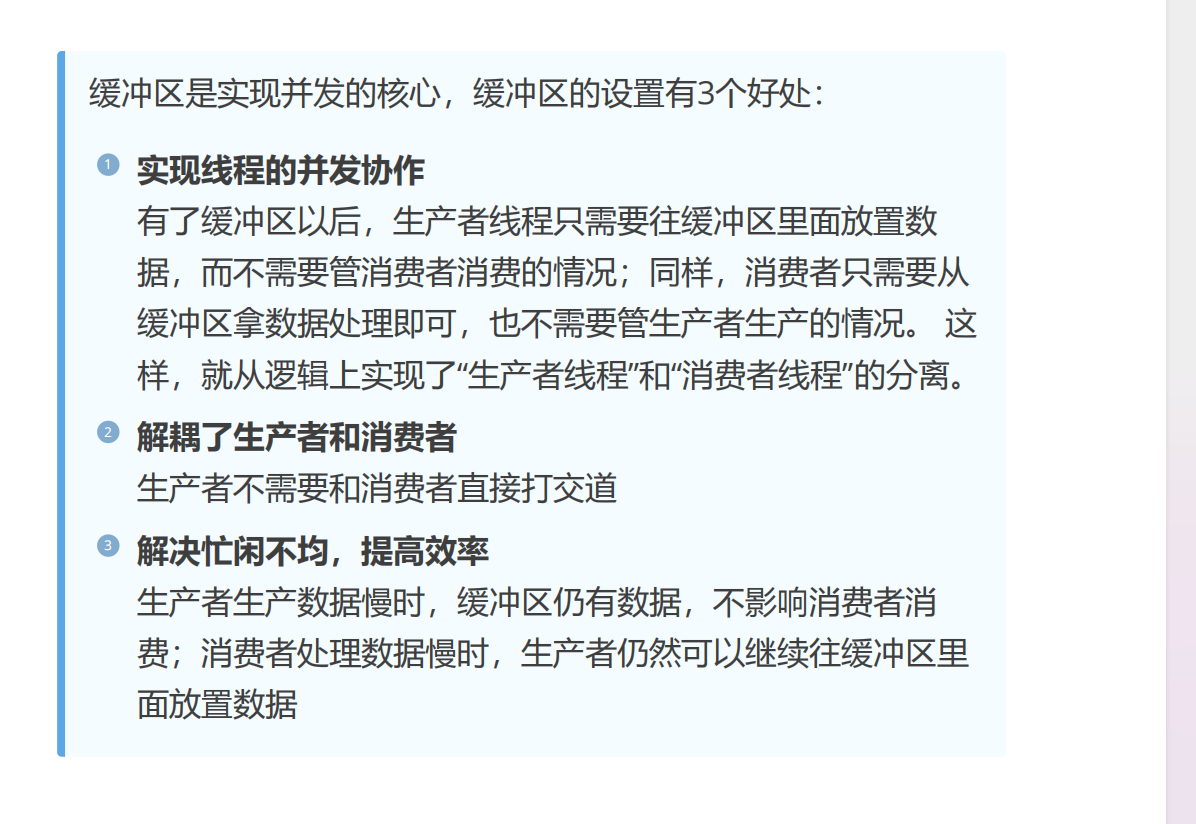 缓冲区是实现并发的核心，缓冲区的设置有3个好处：
1 实现线程的并发协作
有了缓冲区以后，生产者线程只需要往缓冲区里面放置数
据，而不需要管消费者消费的情况；同样，消费者只需要从
缓冲区拿数据处理即可，也不需要管生产者生产的情况。 这
样，就从逻辑上实现了“生产者线程”和“消费者线程”的分离。
2 解耦了生产者和消费者
生产者不需要和消费者直接打交道
3 解决忙闲不均，提高效率
生产者生产数据慢时，缓冲区仍有数据，不影响消费者消
费；消费者处理数据慢时，生产者仍然可以继续往缓冲区里
面放置数据